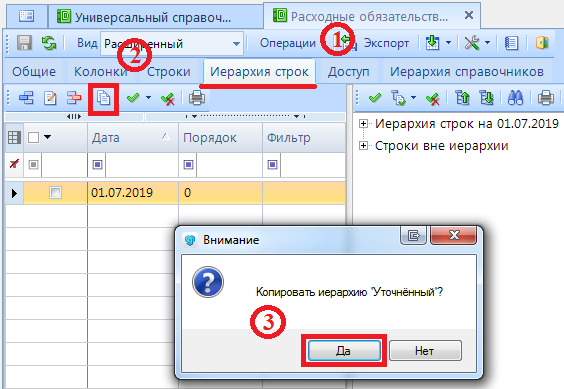 Универсальный справоч...
Расходные обязательств...
Вид Расширенный Операции 1 Экспорт
2
Общие Колонки Строки Иерархия строк Доступ Иерархия справочников
Дата Порядок Фильтр
01.07.2019 0
Иерархия строк на 01.07.2019
Строки вне иерархии
Внимание
Копировать иерархию 'Уточнённый'?
3
Да Нет